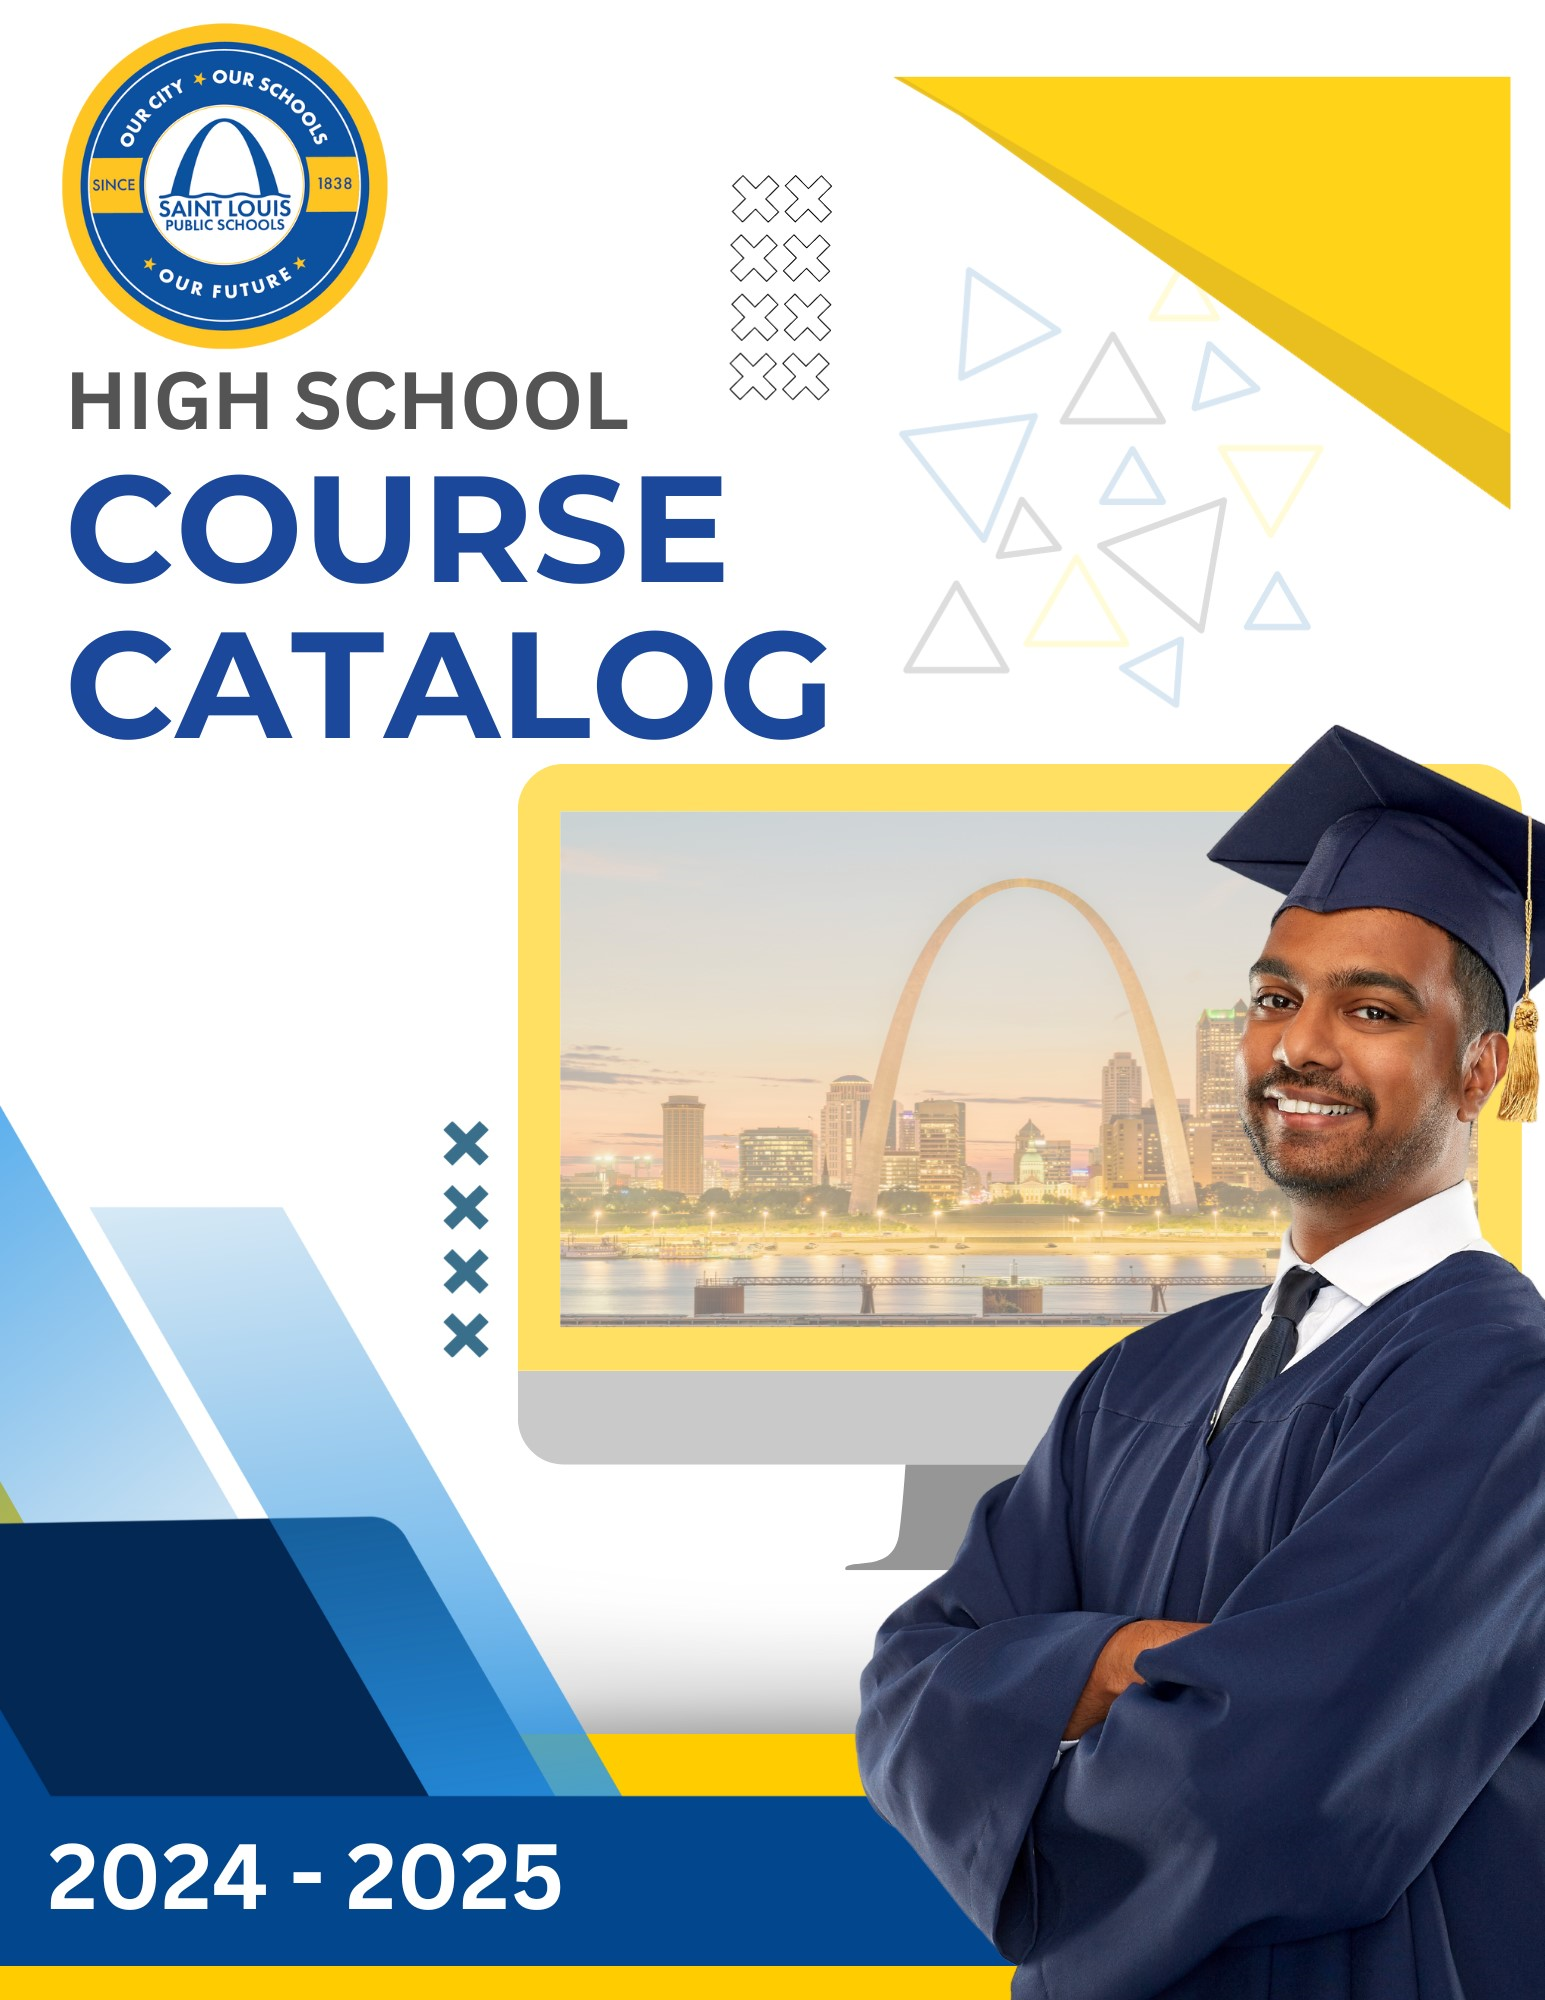 OUR CITY ★ OUR SCHOOLS
SINCE 1838
SAINT LOUIS
PUBLIC SCHOOLS
★ OUR FUTURE ★
HIGH SCHOOL
COURSE
CATALOG
2024 - 2025